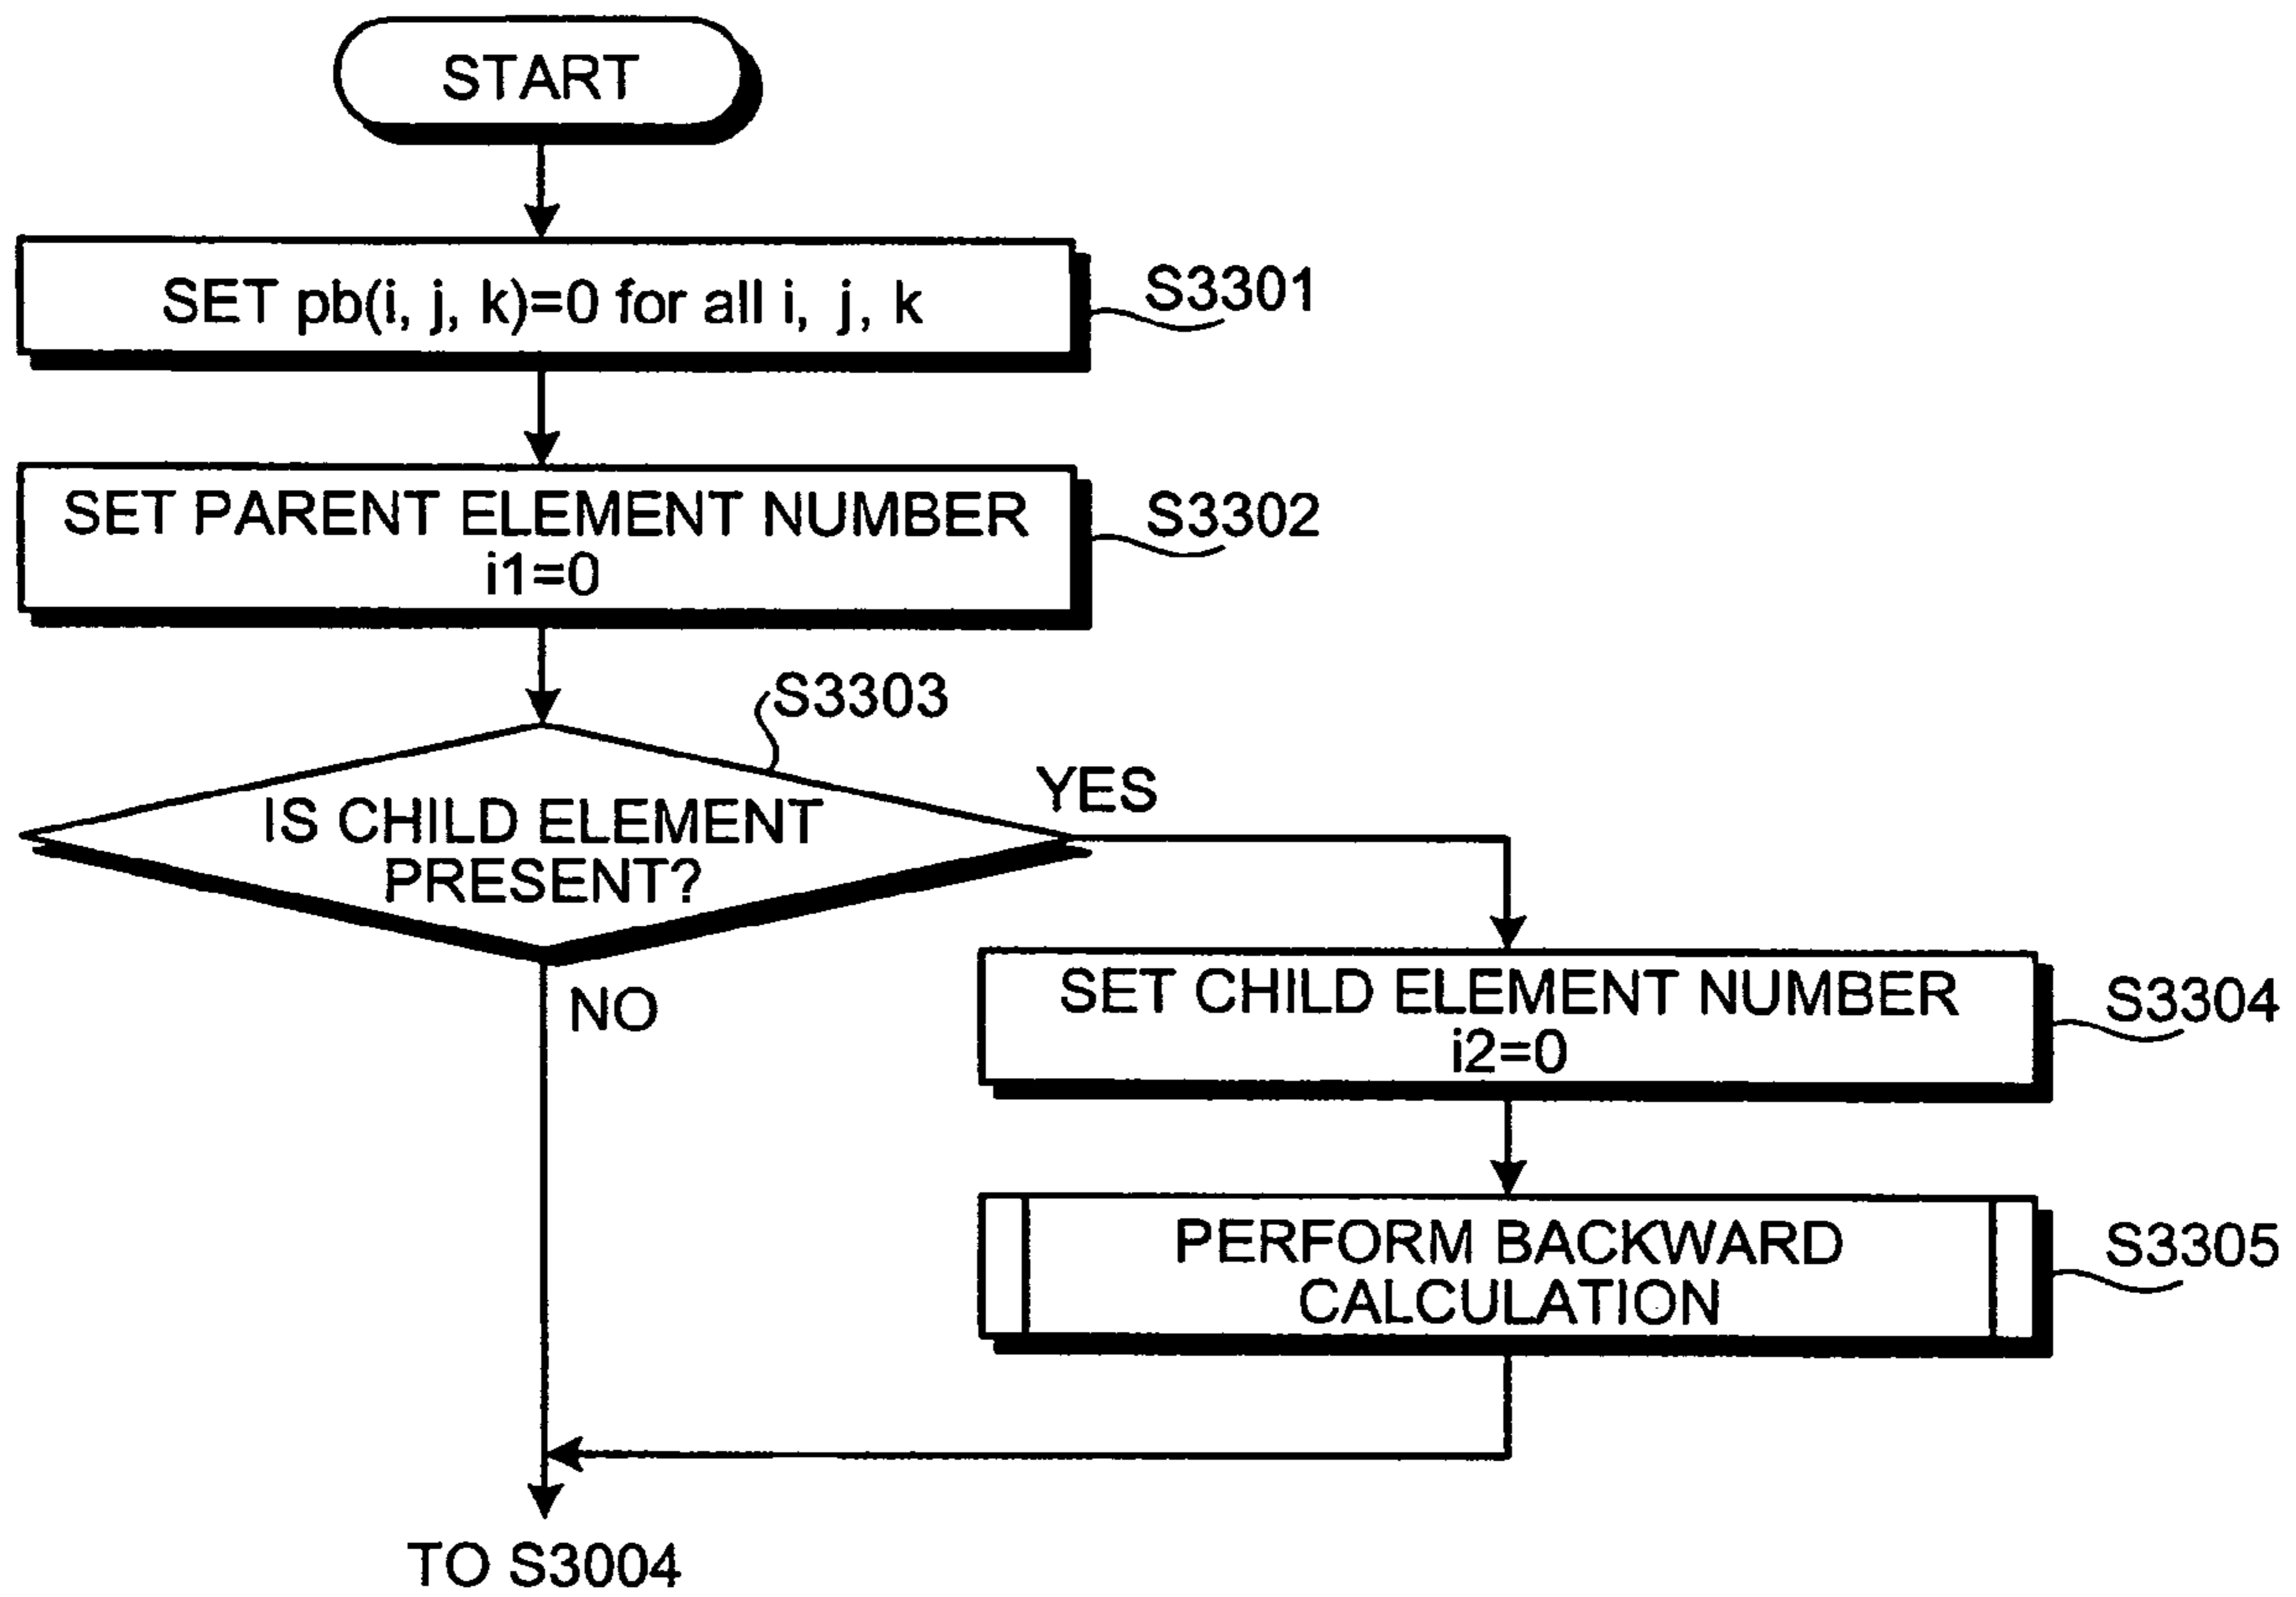 START
SET pb(i, j, k)=0 for all i, j, k
S3301
SET PARENT ELEMENT NUMBER
i1=0
S3302
S3303
IS CHILD ELEMENT
PRESENT?
YES
NO
SET CHILD ELEMENT NUMBER
i2=0
S3304
PERFORM BACKWARD
CALCULATION
S3305
TO S3004